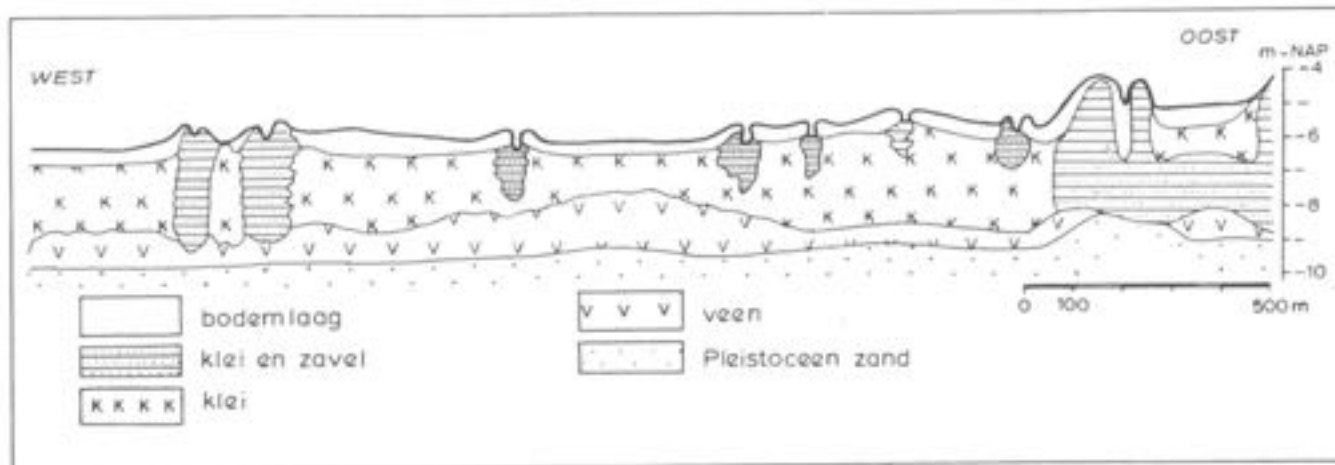 OOST
WEST
m-NAP
-4
-6
-8
-10
0 100 500 m
bodemlaag
klei en zavel
K K K K klei
V V V veen
Pleistoceen zand